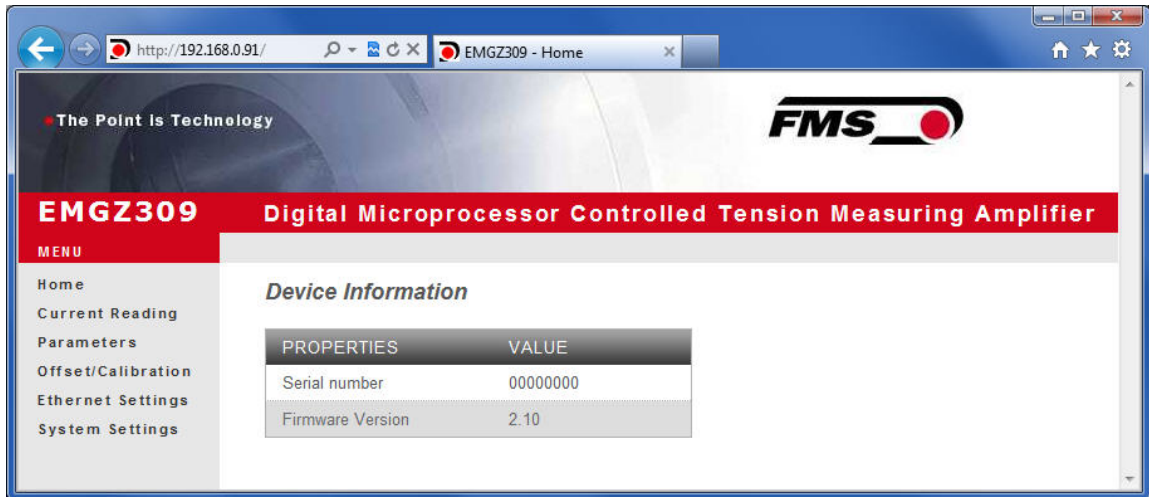 http://192.168.0.91/
EMGZ309 - Home
The Point is Technology
FMS
EMGZ309
Digital Microprocessor Controlled Tension Measuring Amplifier
MENU
Home
Current Reading
Parameters
Offset/Calibration
Ethernet Settings
System Settings
Device Information
PROPERTIES VALUE
Serial number 00000000
Firmware Version 2.10